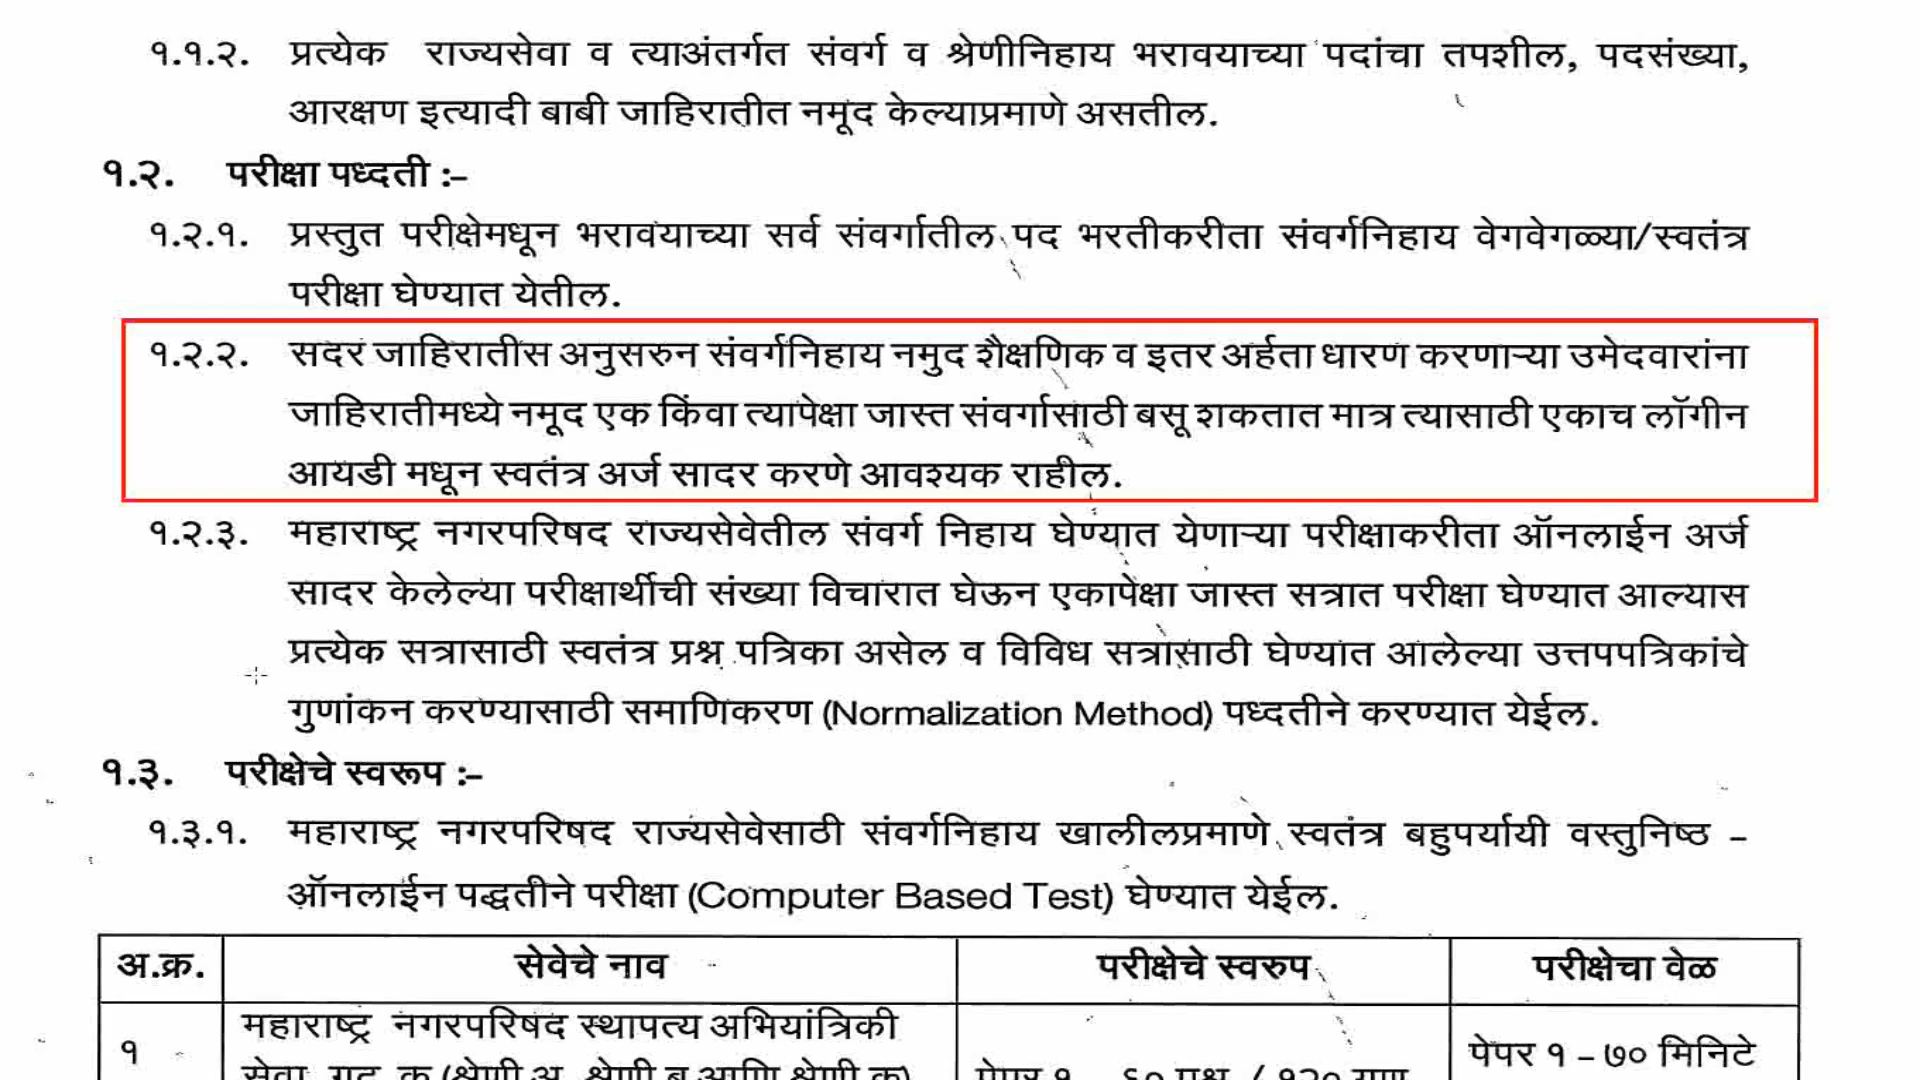 १.१.२. प्रत्येक राज्यसेवा व त्याअंतर्गत संवर्ग व श्रेणीनिहाय भरावयाच्या पदांचा तपशील, पदसंख्या,
आरक्षण इत्यादी बाबी जाहिरातीत नमूद केल्याप्रमाणे असतील.
१.२. परीक्षा पध्दती :–
१.२.१. प्रस्तुत परीक्षेमधून भरावयाच्या सर्व संवर्गातील पद भरतीकरीता संवर्गनिहाय वेगवेगळ्या/स्वतंत्र
परीक्षा घेण्यात येतील.
१.२.२. सदर जाहिरातीस अनुसरुन संवर्गनिहाय नमुद शैक्षणिक व इतर अर्हता धारण करणाऱ्या उमेदवारांना
जाहिरातीमध्ये नमूद एक किंवा त्यापेक्षा जास्त संवर्गासाठी बसू शकतात मात्र त्यासाठी एकाच लॉगीन
आयडी मधून स्वतंत्र अर्ज सादर करणे आवश्यक राहील.
१.२.३. महाराष्ट्र नगरपरिषद राज्यसेवेतील संवर्ग निहाय घेण्यात येणाऱ्या परीक्षाकरीता ऑनलाईन अर्ज
सादर केलेल्या परीक्षार्थीची संख्या विचारात घेऊन एकापेक्षा जास्त सत्रात परीक्षा घेण्यात आल्यास
प्रत्येक सत्रासाठी स्वतंत्र प्रश्न पत्रिका असेल व विविध सत्रासाठी घेण्यात आलेल्या उत्तपपत्रिकांचे
गुणांकन करण्यासाठी समाणिकरण (Normalization Method) पध्दतीने करण्यात येईल.
१.३. परीक्षेचे स्वरूप :–
१.३.१. महाराष्ट्र नगरपरिषद राज्यसेवेसाठी संवर्गनिहाय खालीलप्रमाणे स्वतंत्र बहुपर्यायी वस्तुनिष्ठ –
ऑनलाईन पद्धतीने परीक्षा (Computer Based Test) घेण्यात येईल.
अ.क्र. सेवेचे नाव परीक्षेचे स्वरुप परीक्षेचा वेळ
१ महाराष्ट्र नगरपरिषद स्थापत्य अभियांत्रिकी
पेपर १ – ७० मिनिटे
सेवा, गट क (श्रेणी अ, श्रेणी ब आणि श्रेणी क) पेपर १ – ६० प्रश्न / १२० गुण